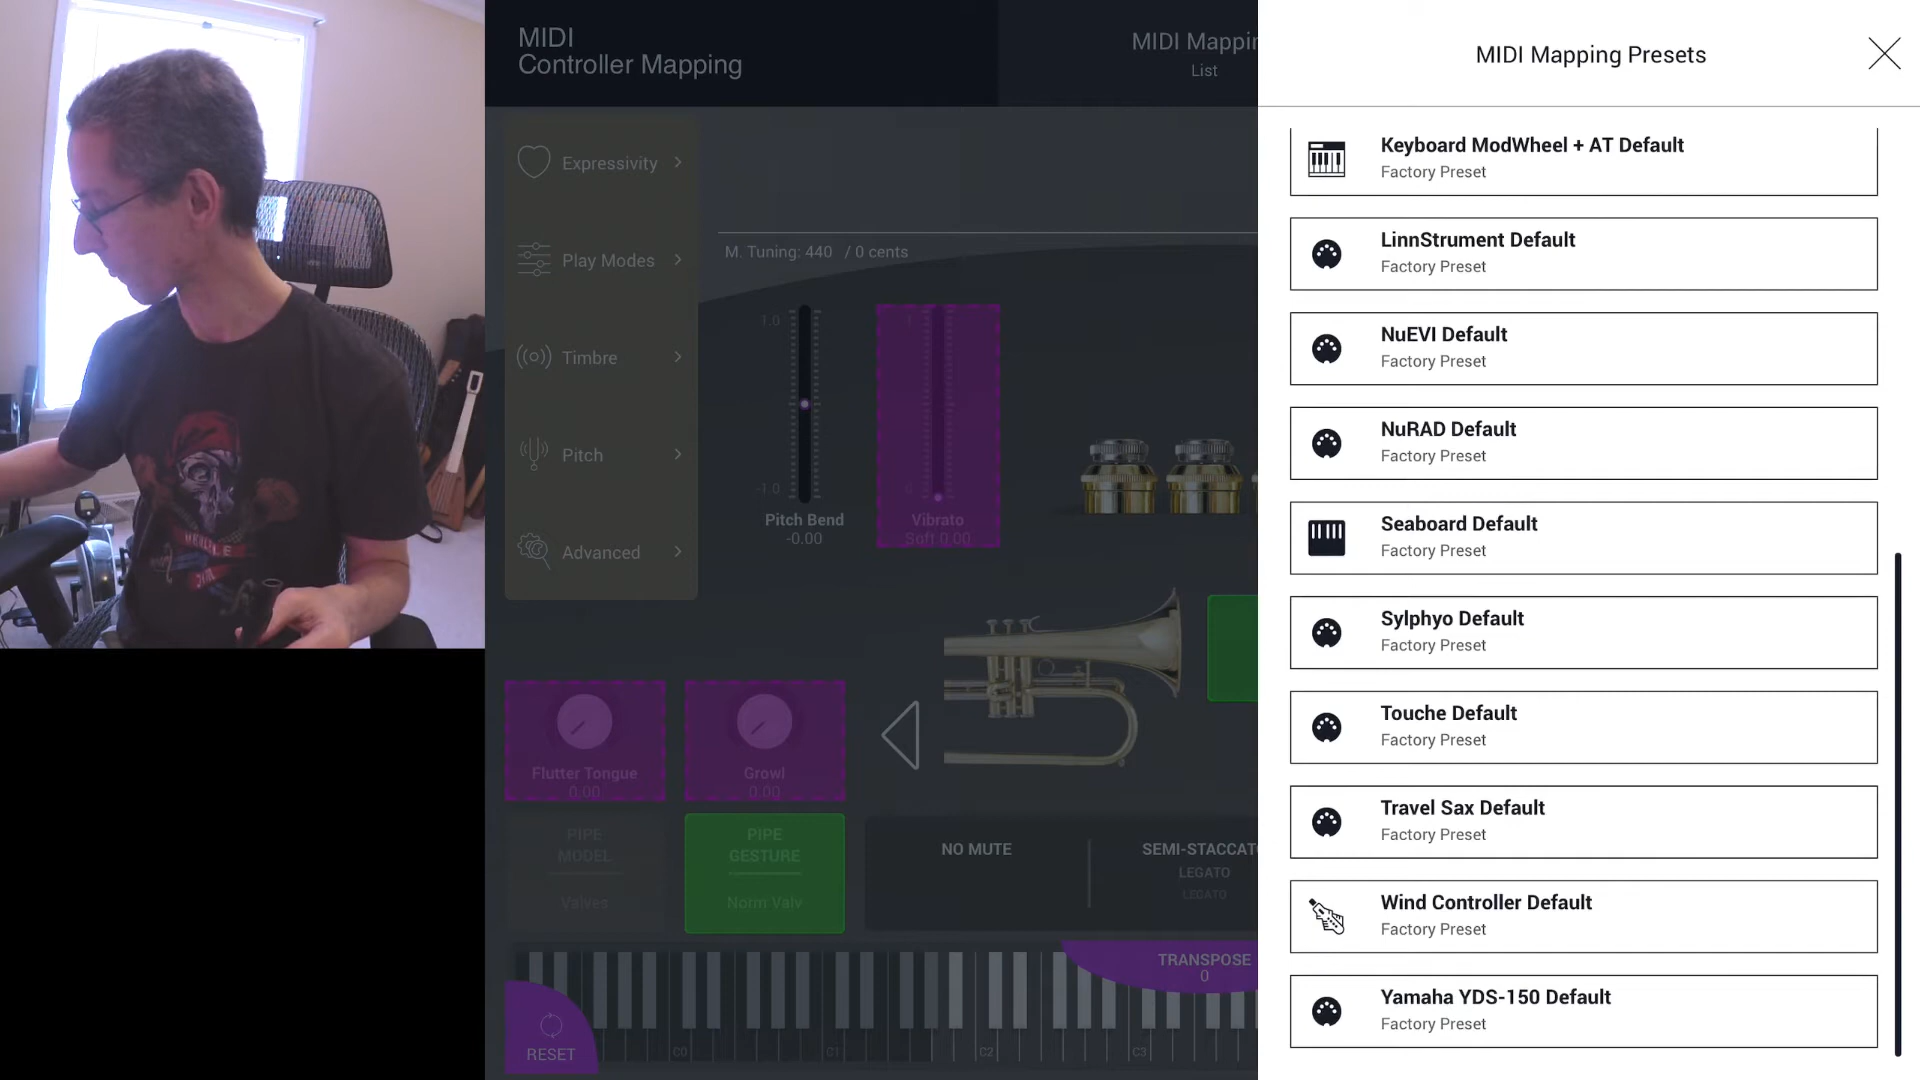 MIDI
Controller Mapping
MIDI Mappin
List
Expressivity
Play Modes
Timbre
Pitch
Advanced
M. Tuning: 440 / 0 cents
1.0
-1.0
Pitch Bend
-0.00
1
0
Vibrato
Soft 0.00
Flutter Tongue
0.00
Growl
0.00
PIPE
MODEL
Valves
PIPE
GESTURE
Norm Valv
NO MUTE
SEMI-STACCATO
LEGATO
LEGATO
TRANSPOSE
0
RESET
C0
C1
C2
C3
MIDI Mapping Presets
Keyboard ModWheel + AT Default
Factory Preset
LinnStrument Default
Factory Preset
NuEVI Default
Factory Preset
NuRAD Default
Factory Preset
Seaboard Default
Factory Preset
Sylphyo Default
Factory Preset
Touche Default
Factory Preset
Travel Sax Default
Factory Preset
Wind Controller Default
Factory Preset
Yamaha YDS-150 Default
Factory Preset